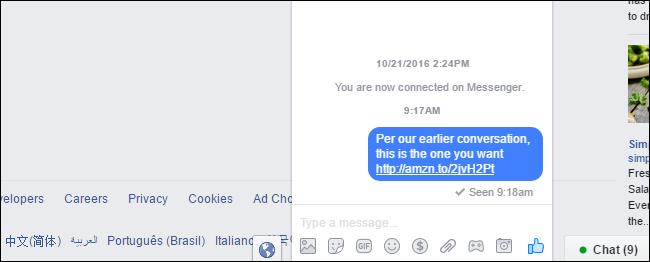 to dr
10/21/2016 2:24PM
You are now connected on Messenger.
9:17AM
Per our earlier conversation,
this is the one you want
http://amzn.to/2jvH2Pt
Seen 9:18am
Sim
simp
Fres
Sala
Ever
the...
velopers Careers Privacy Cookies Ad Cho
Type a message...
中文(简体) العربية Português (Brasil) Italiano
GIF
$
Chat (9)